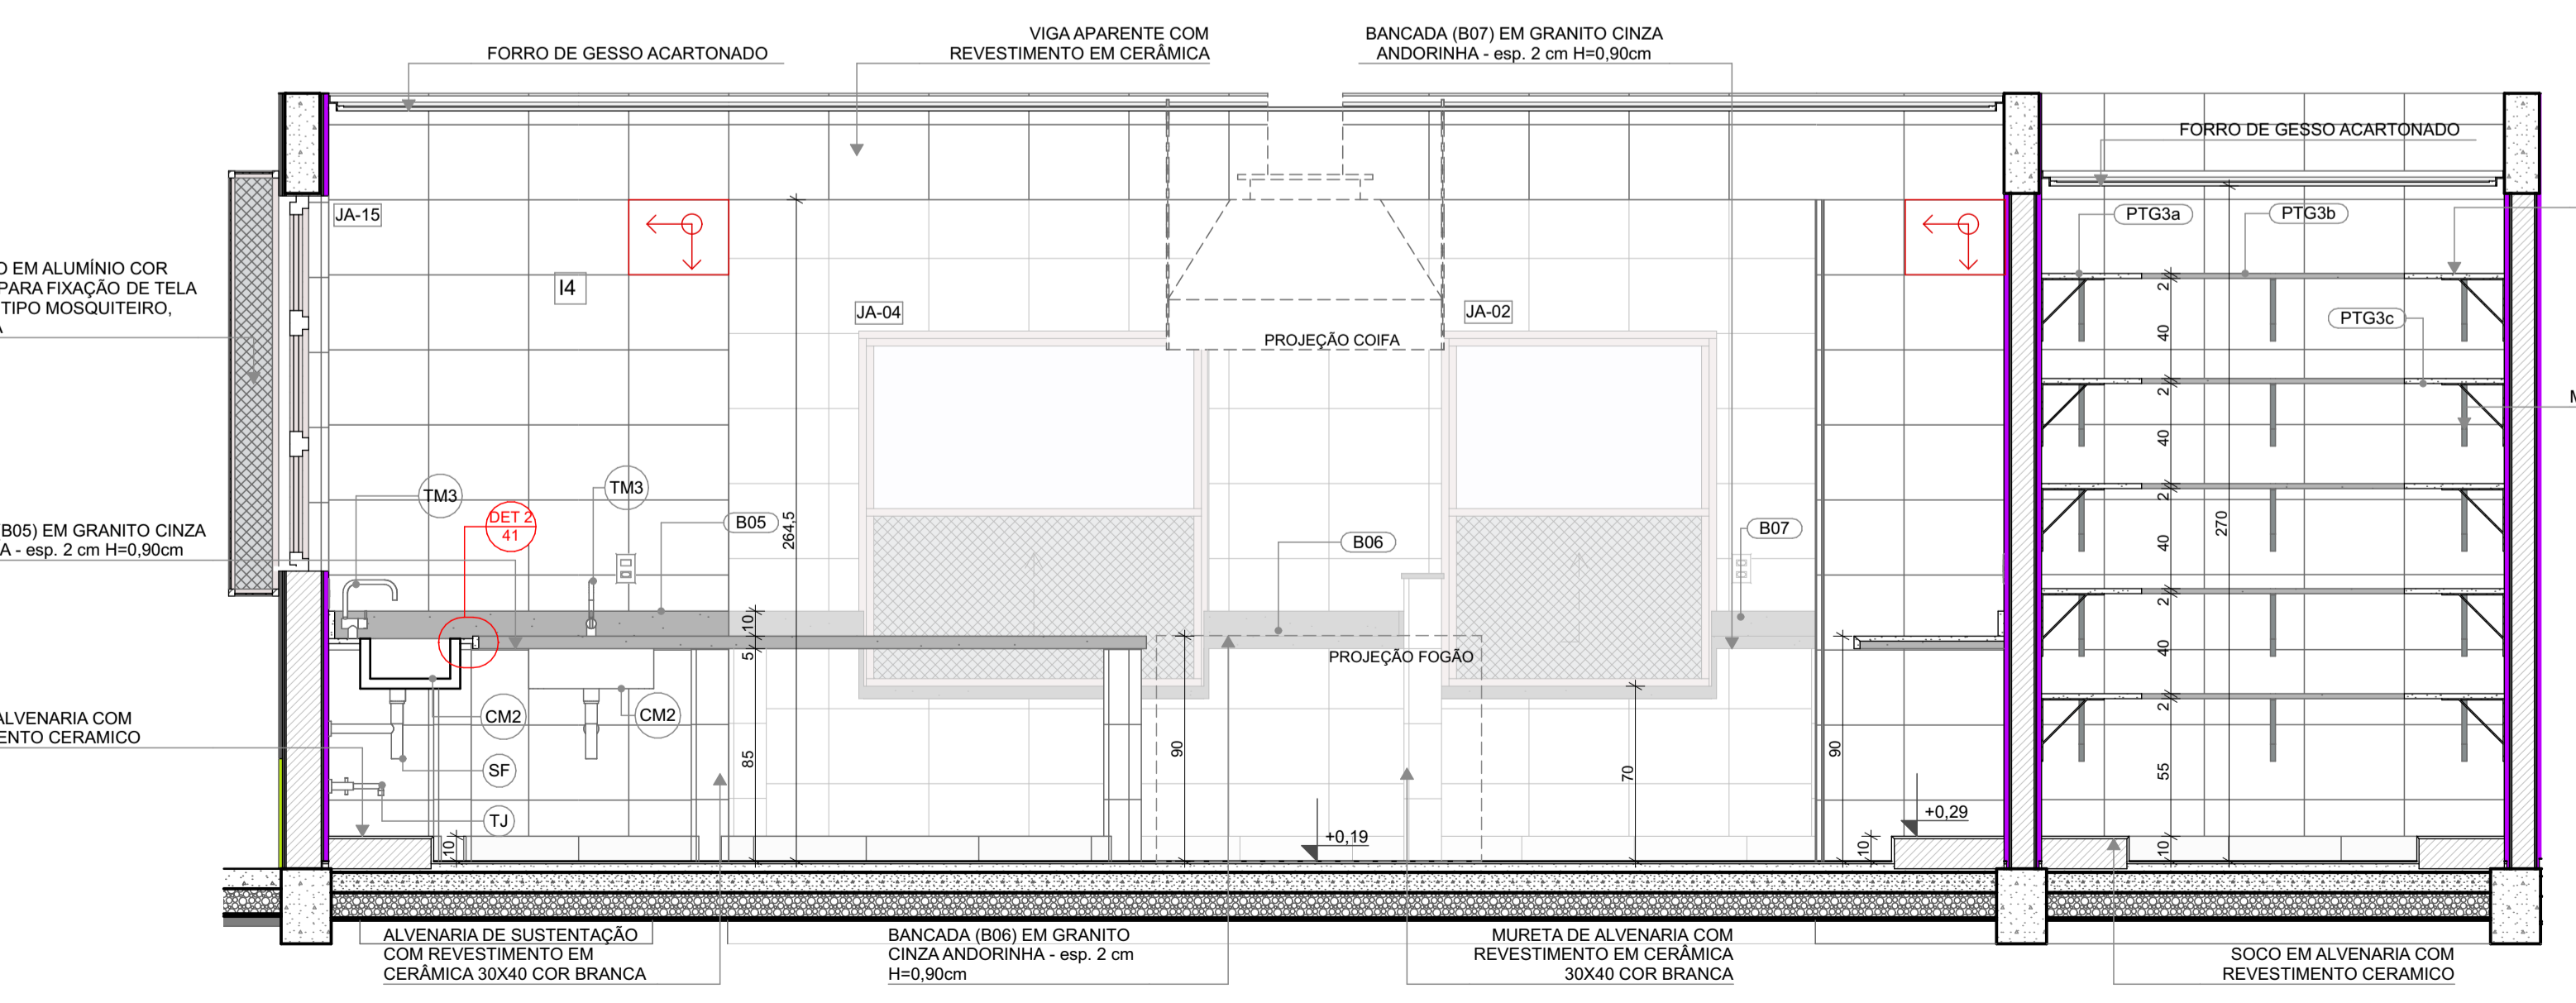 VIGA APARENTE COM
REVESTIMENTO EM CERÂMICA
BANCADA (B07) EM GRANITO CINZA
ANDORINHA - esp. 2 cm H=0,90cm
FORRO DE GESSO ACARTONADO
FORRO DE GESSO ACARTONADO
JA-15
PTG3a
PTG3b
O EM ALUMÍNIO COR
PARA FIXAÇÃO DE TELA
TIPO MOSQUITEIRO,
A
I4
JA-04
JA-02
PTG3c
PROJEÇÃO COIFA
2
40
2
40
2
40
2
40
2
55
10
270
M
TM3
TM3
DET 2
41
B05
264,5
B06
B07
(B05) EM GRANITO CINZA
A - esp. 2 cm H=0,90cm
10
5
85
PROJEÇÃO FOGÃO
CM2
CM2
ALVENARIA COM
ENTO CERAMICO
90
70
90
SF
TJ
10
+0,19
+0,29
10
ALVENARIA DE SUSTENTAÇÃO
COM REVESTIMENTO EM
CERÂMICA 30X40 COR BRANCA
BANCADA (B06) EM GRANITO
CINZA ANDORINHA - esp. 2 cm
H=0,90cm
MURETA DE ALVENARIA COM
REVESTIMENTO EM CERÂMICA
30X40 COR BRANCA
SOCO EM ALVENARIA COM
REVESTIMENTO CERAMICO